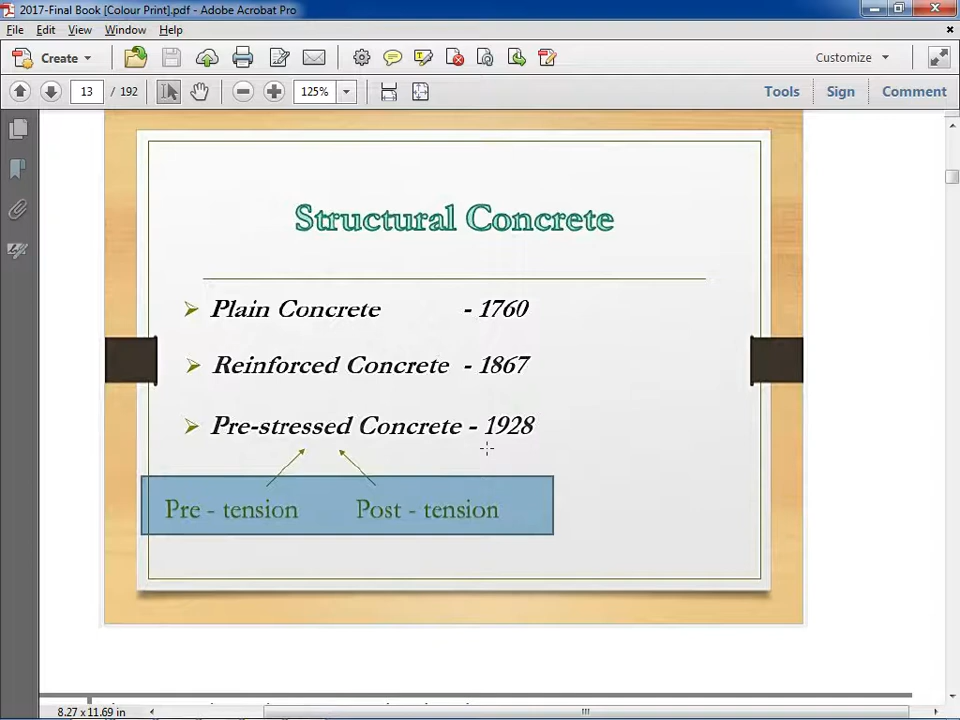 2017-Final Book [Colour Print].pdf - Adobe Acrobat Pro
File Edit View Window Help
Create Customize
13 / 192 125% Tools Sign Comment
Structural Concrete
Plain Concrete - 1760
Reinforced Concrete - 1867
Pre-stressed Concrete - 1928
Pre - tension Post - tension
8.27 x 11.69 in